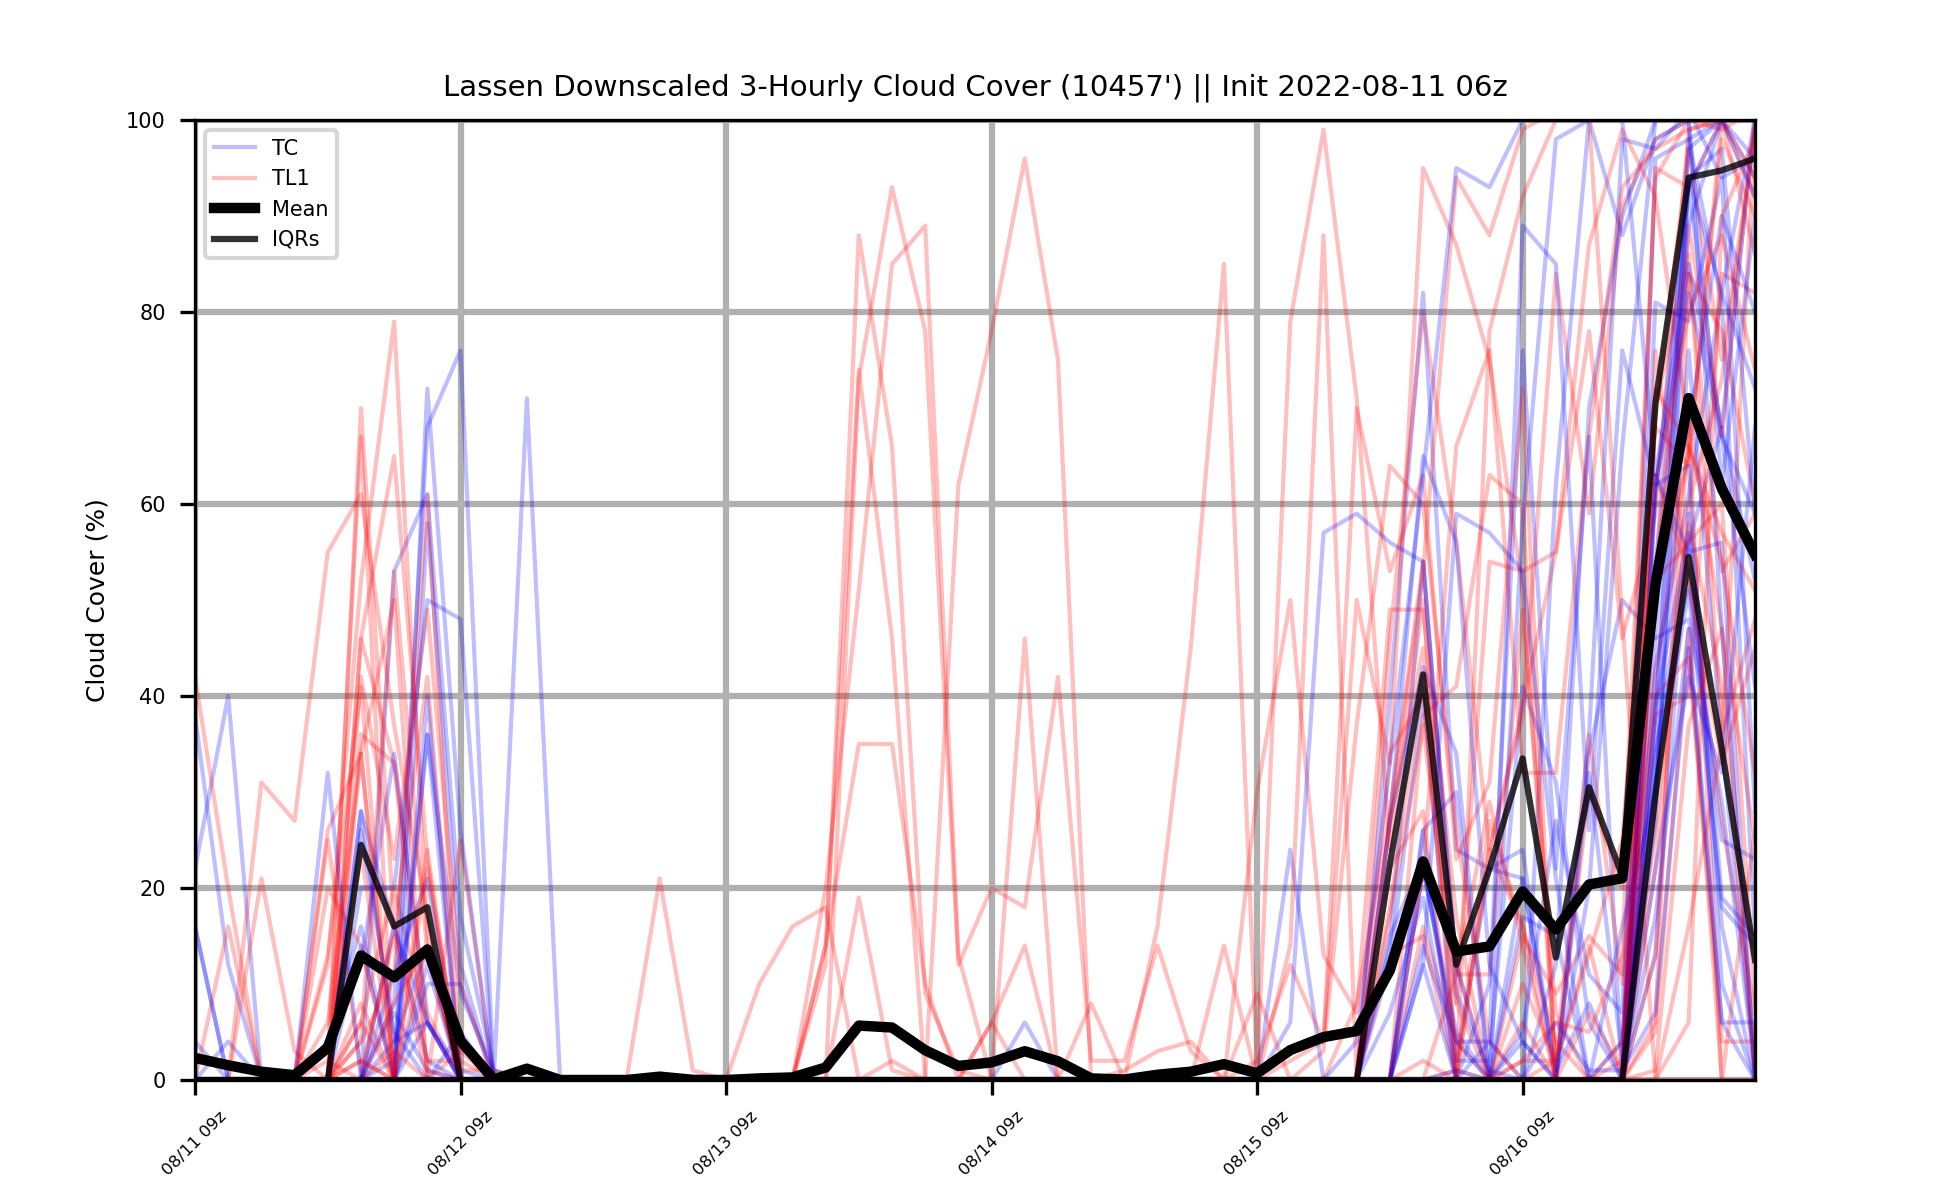 Lassen Downscaled 3-Hourly Cloud Cover (10457') || Init 2022-08-11 06z
TC
TL1
Mean
IQRs
Cloud Cover (%)
100
80
60
40
20
0
08/11 09z
08/12 09z
08/13 09z
08/14 09z
08/15 09z
08/16 09z